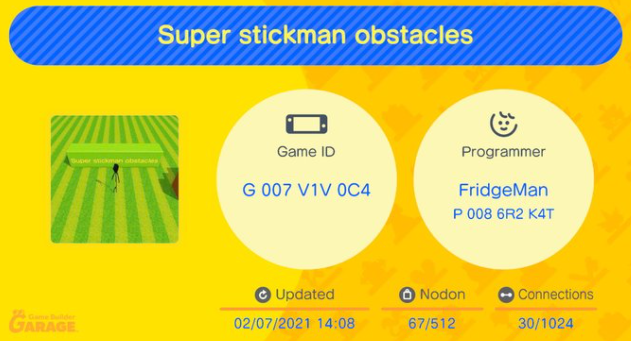 Super stickman obstacles
Super stickman obstacles
Game ID
G 007 V1V 0C4
Programmer
FridgeMan
P 008 6R2 K4T
Updated
02/07/2021 14:08
Nodon
67/512
Connections
30/1024
Game Builder
GARAGE